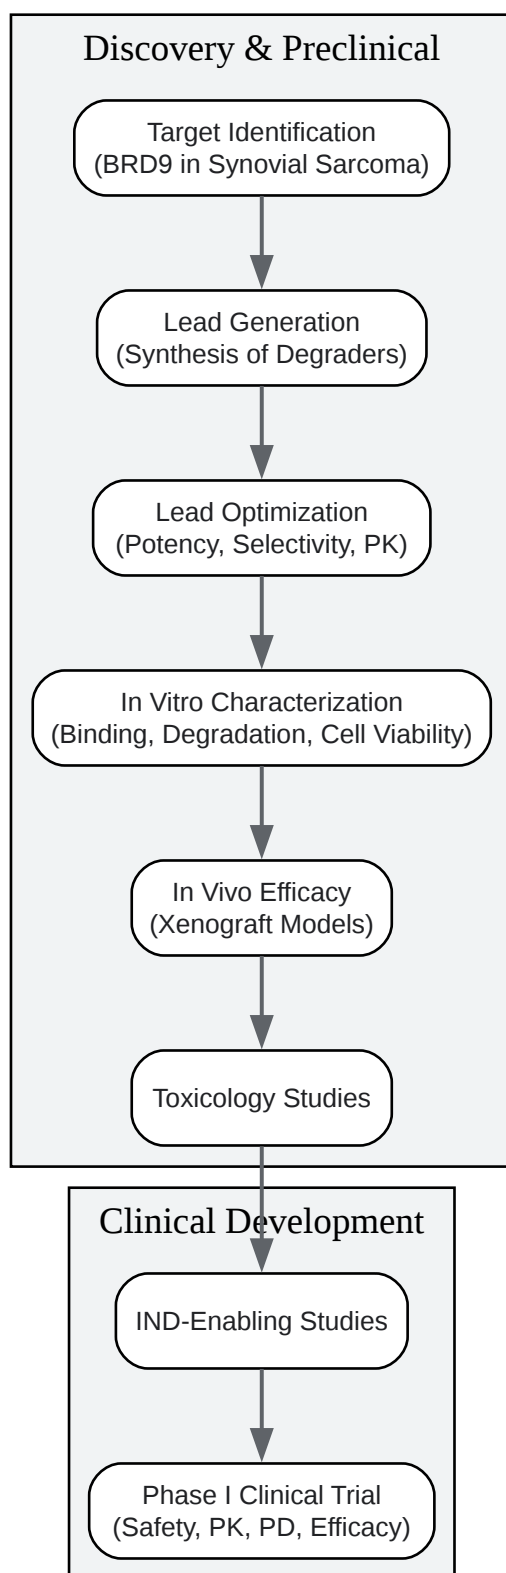 Discovery & Preclinical
Target Identification
(BRD9 in Synovial Sarcoma)
Lead Generation
(Synthesis of Degraders)
Lead Optimization
(Potency, Selectivity, PK)
In Vitro Characterization
(Binding, Degradation, Cell Viability)
In Vivo Efficacy
(Xenograft Models)
Toxicology Studies
Clinical Development
IND-Enabling Studies
Phase I Clinical Trial
(Safety, PK, PD, Efficacy)